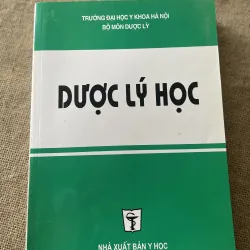 TRƯỜNG ĐẠI HỌC Y KHOA HÀ NỘI
BỘ MÔN DƯỢC LÝ
DƯỢC LÝ HỌC
NHÀ XUẤT BẢN Y HỌC